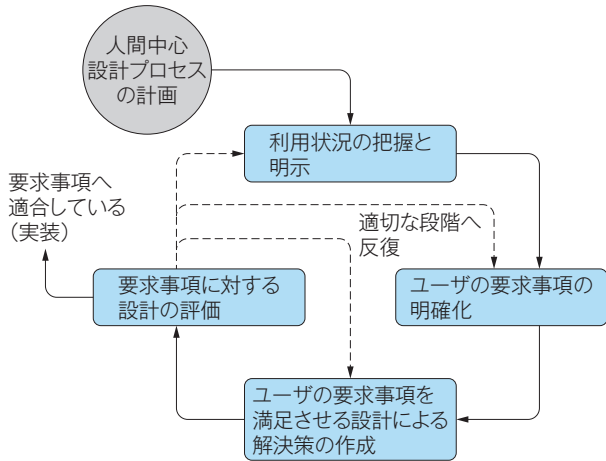 人間中心
設計プロセス
の計画
利用状況の把握と
明示
要求事項へ
適合している
(実装)
適切な段階へ
反復
要求事項に対する
設計の評価
ユーザの要求事項の
明確化
ユーザの要求事項を
満足させる設計による
解決策の作成